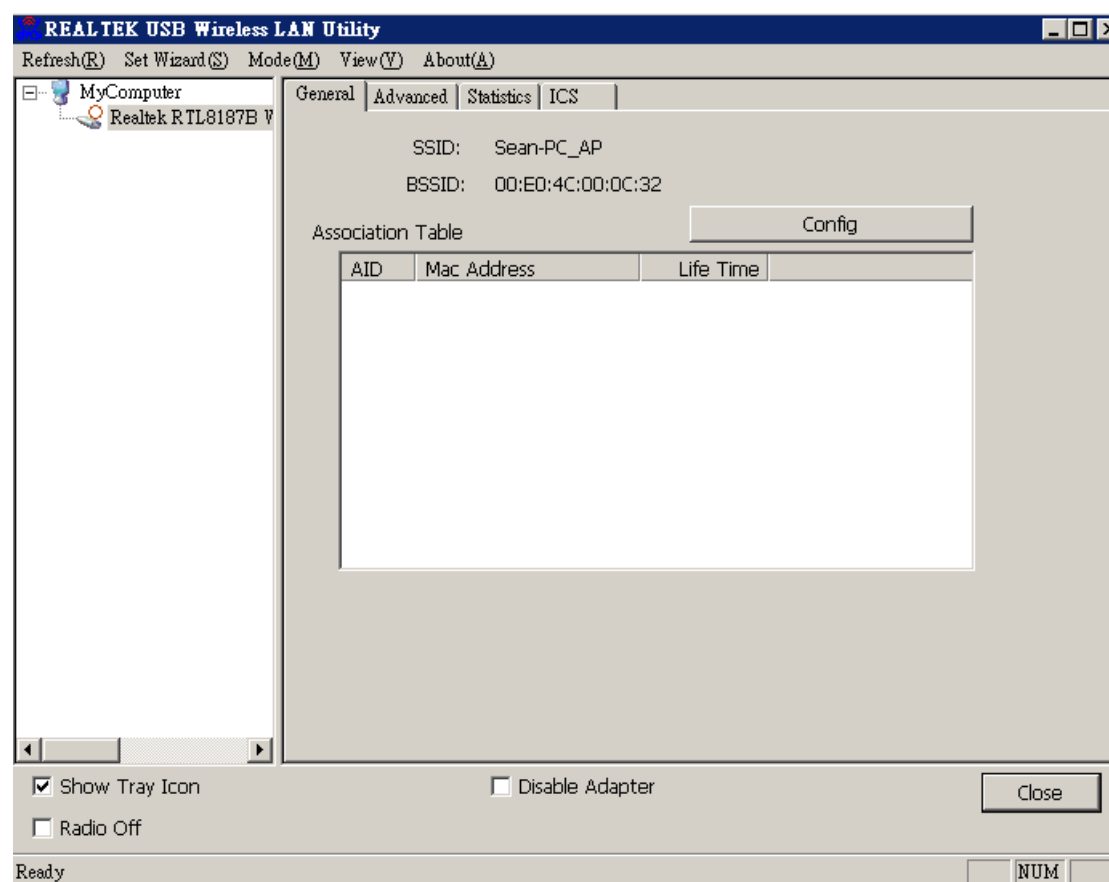 REALTEK USB Wireless LAN Utility
Refresh(R) Set Wizard(S) Mode(M) View(V) About(A)
MyComputer
Realtek RTL8187B W
General Advanced Statistics ICS
SSID: Sean-PC_AP
BSSID: 00:E0:4C:00:0C:32
Config
Association Table
AID Mac Address Life Time
Show Tray Icon Disable Adapter
Close
Radio Off
Ready NUM